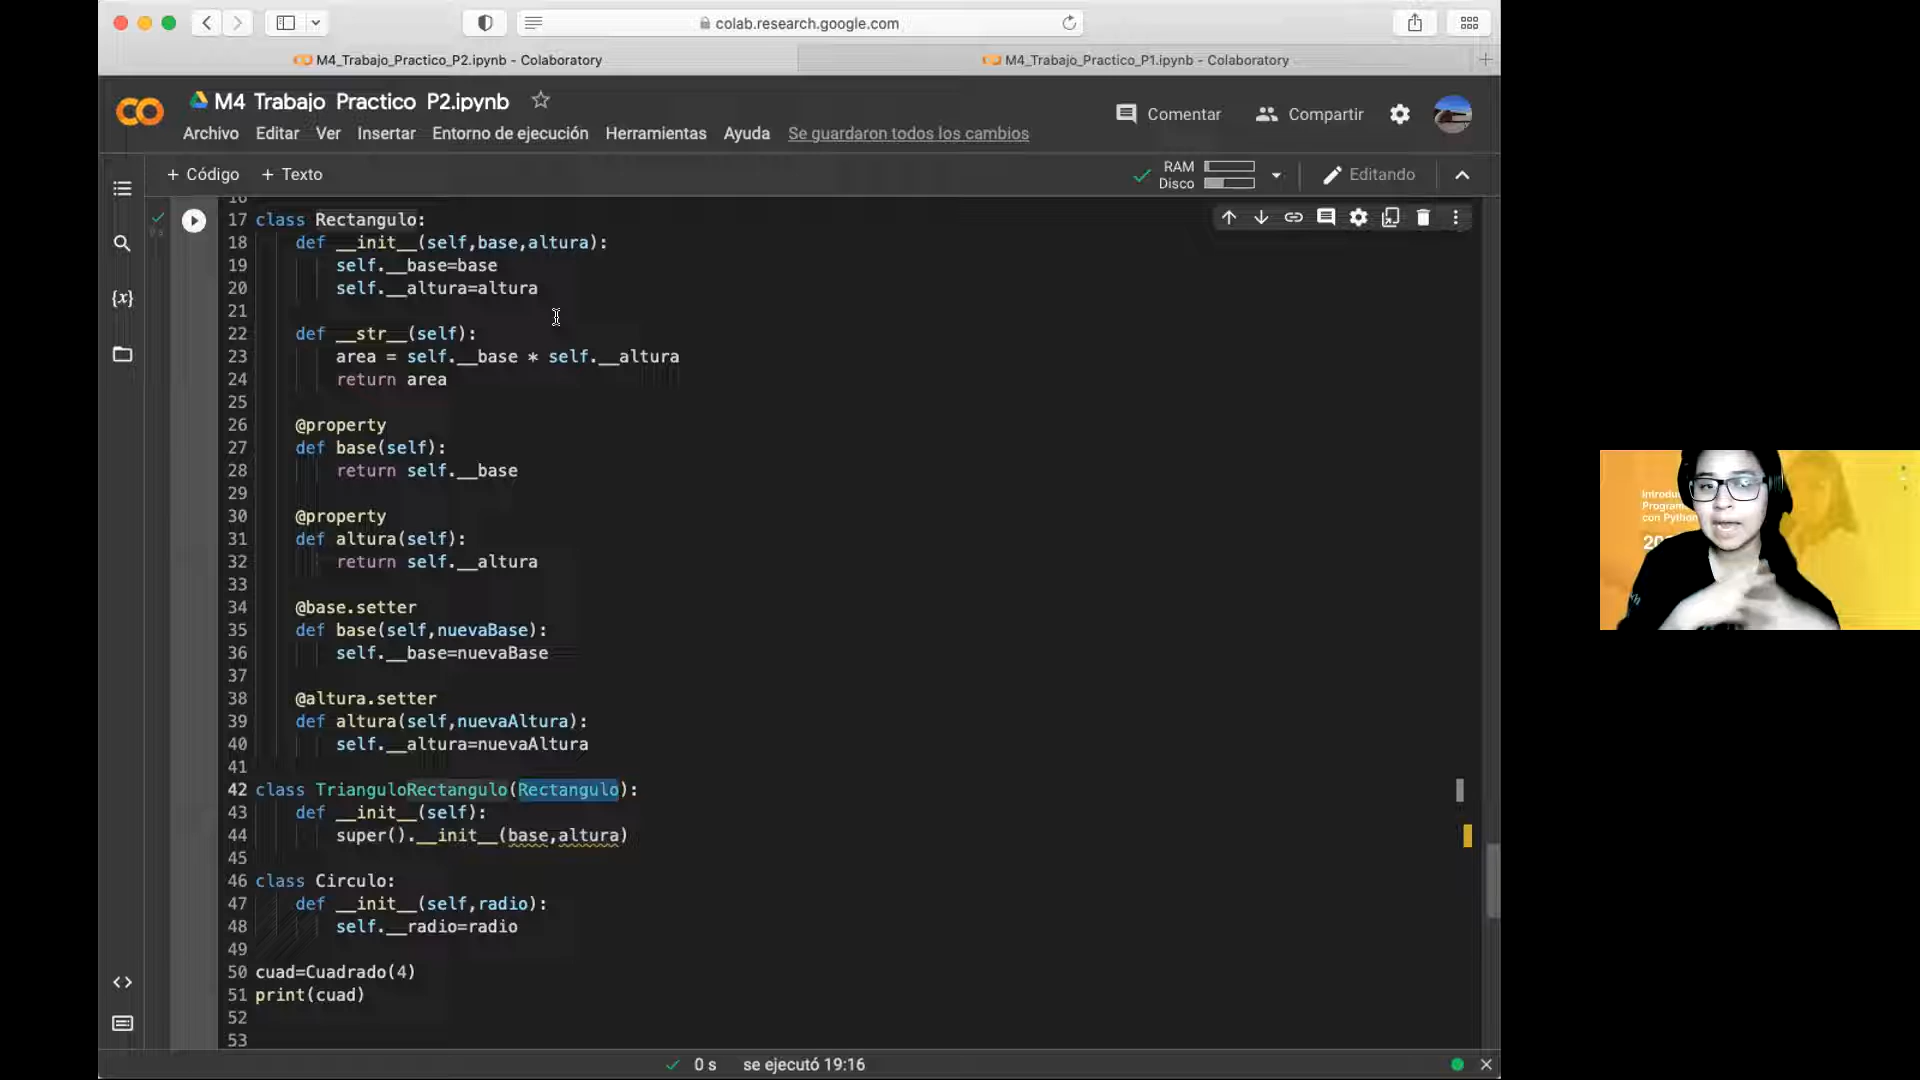 colab.research.google.com
M4_Trabajo_Practico_P2.ipynb - Colaboratory
M4_Trabajo_Practico_P1.ipynb - Colaboratory
M4 Trabajo Practico P2.ipynb
Comentar
Compartir
Archivo Editar Ver Insertar Entorno de ejecución Herramientas Ayuda Se guardaron todos los cambios
+ Código + Texto
RAM
Disco
Editando
16
17 class Rectangulo:
18 def __init__(self,base,altura):
19 self.__base=base
20 self.__altura=altura
21
22 def __str__(self):
23 area = self.__base * self.__altura
24 return area
25
26 @property
27 def base(self):
28 return self.__base
29
30 @property
31 def altura(self):
32 return self.__altura
33
34 @base.setter
35 def base(self,nuevaBase):
36 self.__base=nuevaBase
37
38 @altura.setter
39 def altura(self,nuevaAltura):
40 self.__altura=nuevaAltura
41
42 class TrianguloRectangulo(Rectangulo):
43 def __init__(self):
44 super().__init__(base,altura)
45
46 class Circulo:
47 def __init__(self,radio):
48 self.__radio=radio
49
50 cuad=Cuadrado(4)
51 print(cuad)
52
53
0 s se ejecutó 19:16
con Python